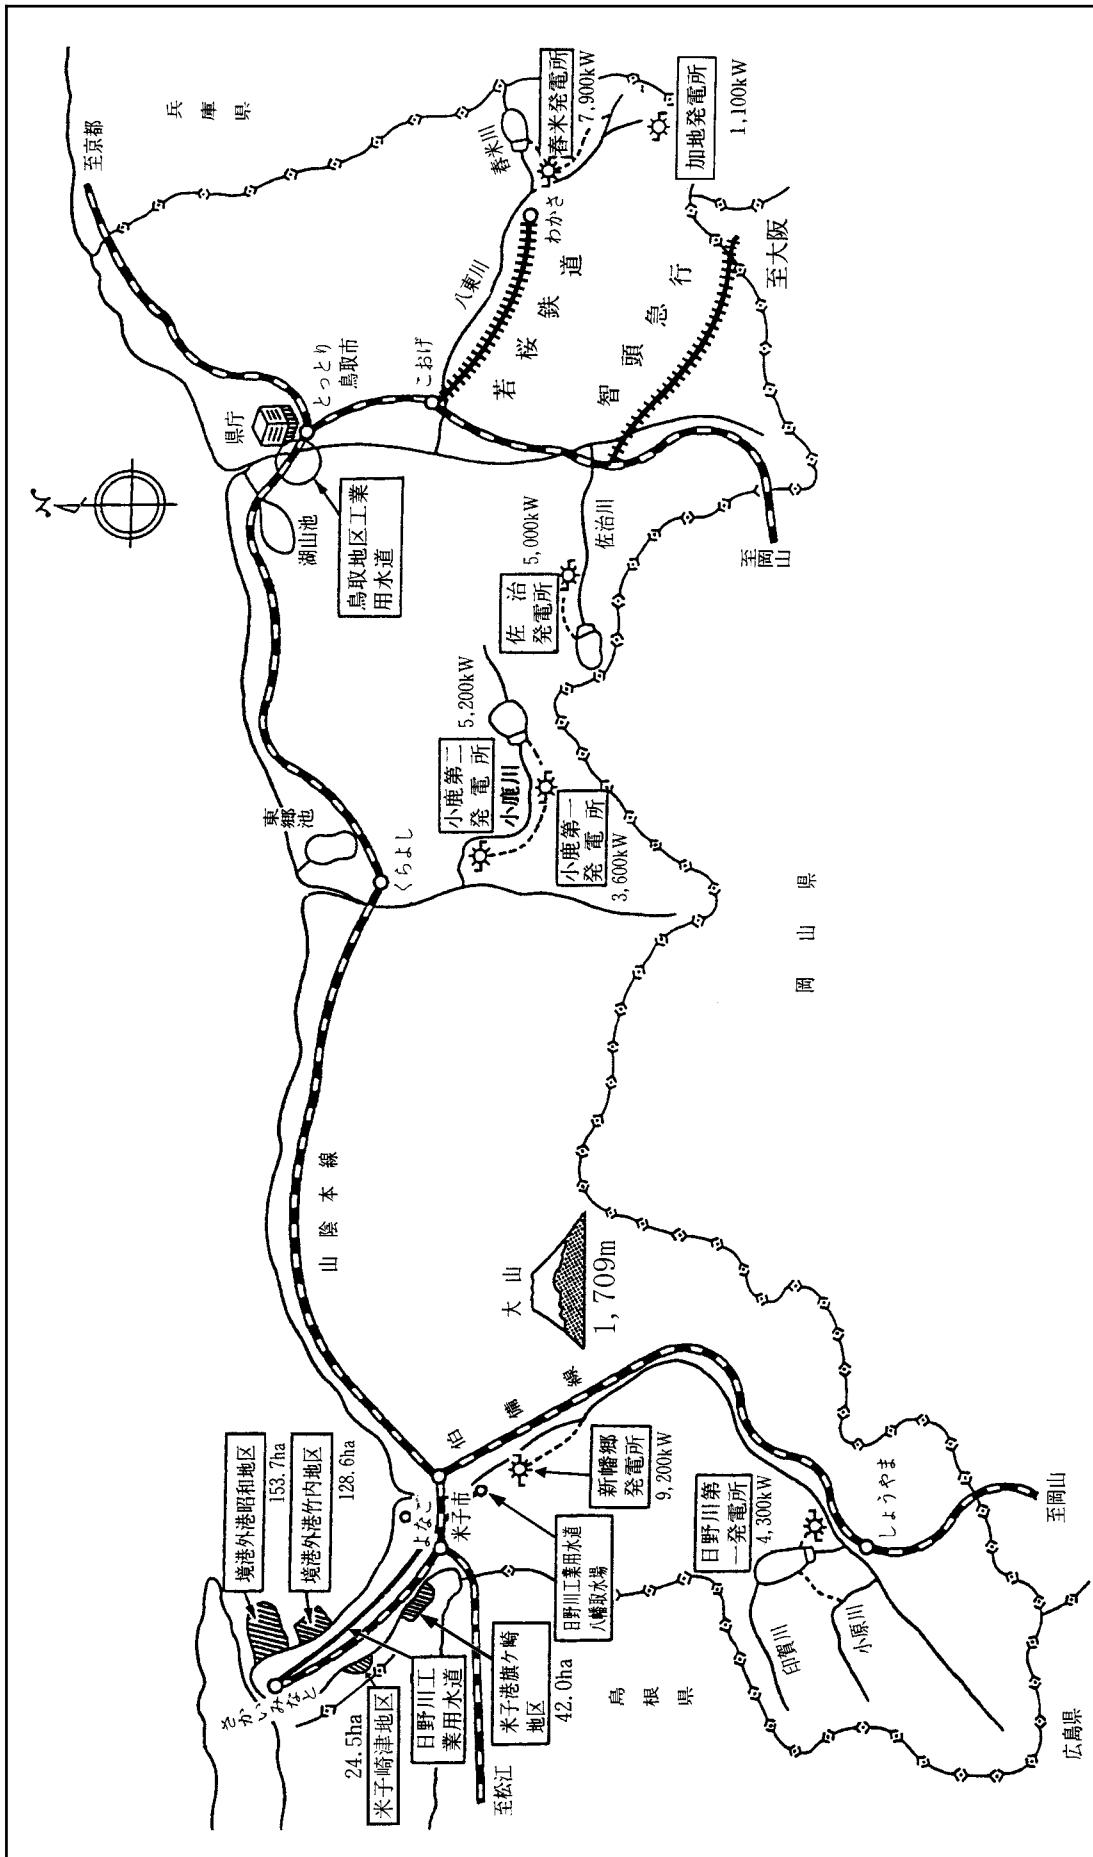 境港外港昭和地区
153.7ha
境港外港竹内地区
128.6ha
さかいみなと
24.5ha
米子崎津地区
日野川工
業用水道
米子港旗ケ崎
地区
42.0ha
至松江
よなご
米子市
日野川工業用水道
八幡取水場
伯備線
新幡郷
発電所
9,200kW
日野川第
一発電所
4,300kW
印賀川
小原川
しょうやま
至岡山
島根県
広島県
大山
1,709m
山陰本線
岡山県
東郷池
くらよし
小鹿第二
発電所
5,200kW
小鹿川
小鹿第一
発電所
3,600kW
佐治
発電所
5,000kW
佐治川
湖山池
鳥取地区工業
用水道
N
県庁
とっとり
鳥取市
こおげ
八東川
若桜鉄道
わかさ
智頭急行
至岡山
至大阪
至京都
兵庫県
舂米川
舂米発電所
7,900kW
加地発電所
1,100kW